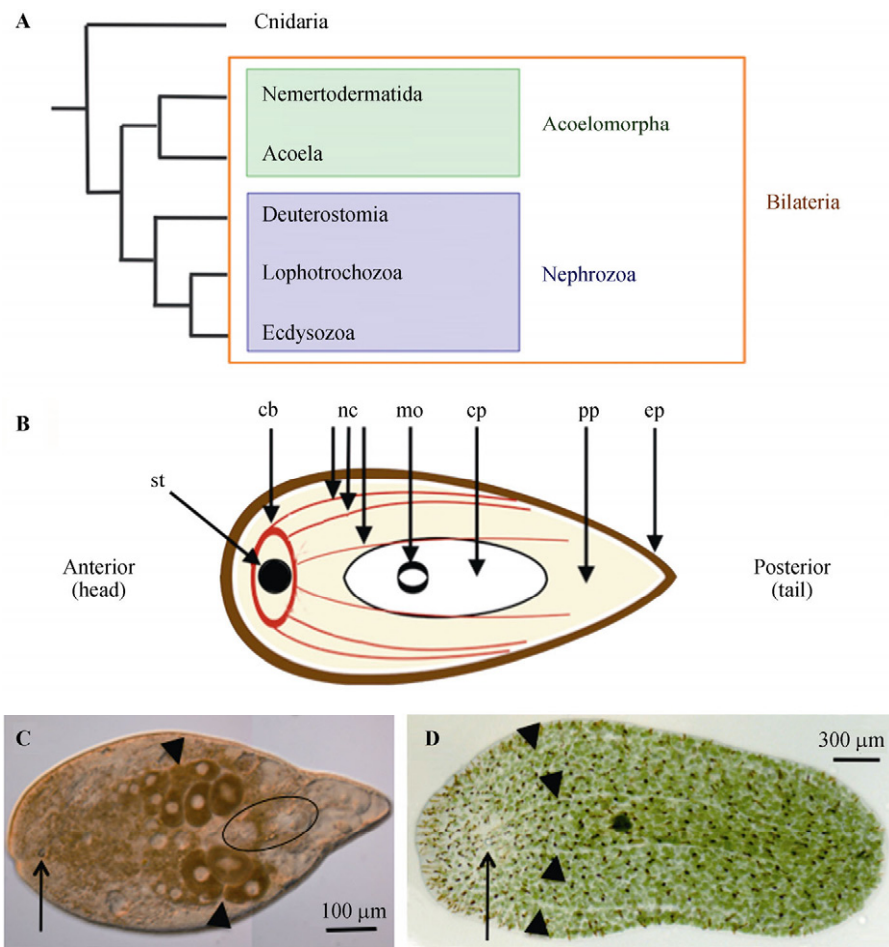 A
Cnidaria
Nemertodermatida
Acoelomorpha
Acoela
Bilateria
Deuterostomia
Lophotrochozoa
Nephrozoa
Ecdysozoa
B
cb nc mo cp pp ep
st
Anterior
(head)
Posterior
(tail)
C
100 μm
D
300 μm